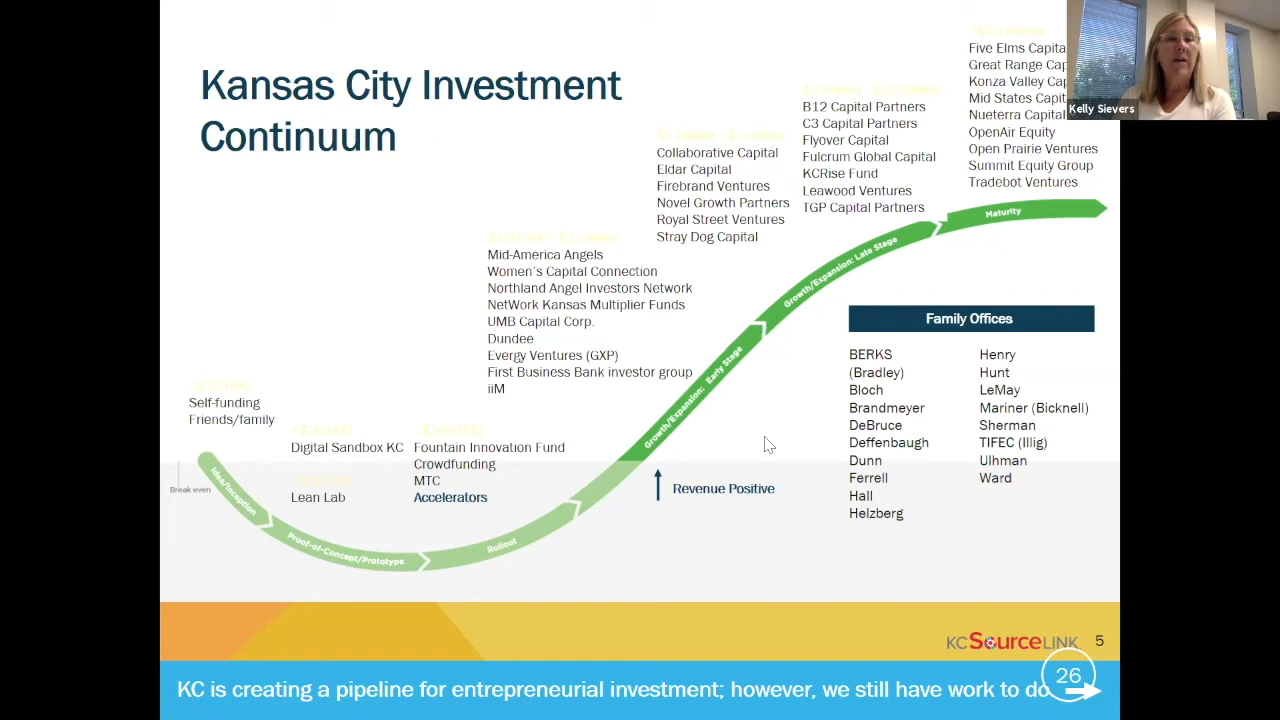 Kansas City Investment
Continuum
Self-funding
Friends/family
Digital Sandbox KC
Lean Lab
Fountain Innovation Fund
Crowdfunding
MTC
Accelerators
Mid-America Angels
Women's Capital Connection
Northland Angel Investors Network
NetWork Kansas Multiplier Funds
UMB Capital Corp.
Dundee
Evergy Ventures (GXP)
First Business Bank investor group
iiM
Collaborative Capital
Eldar Capital
Firebrand Ventures
Novel Growth Partners
Royal Street Ventures
Stray Dog Capital
B12 Capital Partners
C3 Capital Partners
Flyover Capital
Fulcrum Global Capital
KCRise Fund
Leawood Ventures
TGP Capital Partners
Five Elms Capita
Great Range Cap
Konza Valley Cap
Mid States Capit
Nueterra Capital
OpenAir Equity
Open Prairie Ventures
Summit Equity Group
Tradebot Ventures
Kelly Sievers
Break even
Idea/Inception
Proof-of-Concept/Prototype
Rollout
Growth/Expansion: Early Stage
Growth/Expansion: Late Stage
Maturity
Revenue Positive
Family Offices
BERKS
(Bradley)
Bloch
Brandmeyer
DeBruce
Deffenbaugh
Dunn
Ferrell
Hall
Helzberg
Henry
Hunt
LeMay
Mariner (Bicknell)
Sherman
TIFEC (Illig)
Ulhman
Ward
KCSourceLINK
5
KC is creating a pipeline for entrepreneurial investment; however, we still have work to do
26